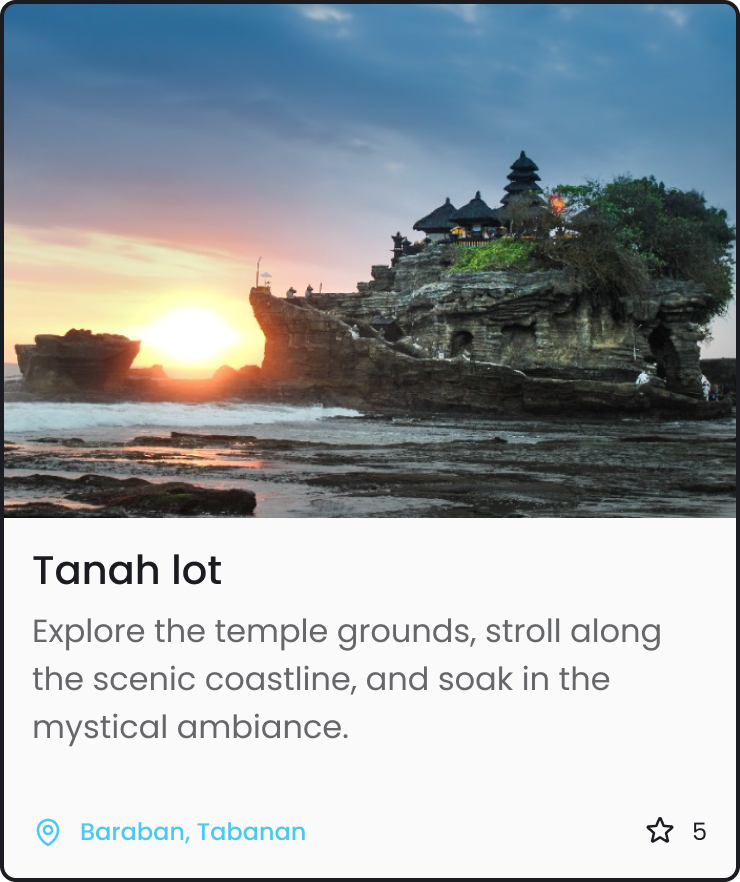 Tanah lot
Explore the temple grounds, stroll along
the scenic coastline, and soak in the
mystical ambiance.
Baraban, Tabanan
5